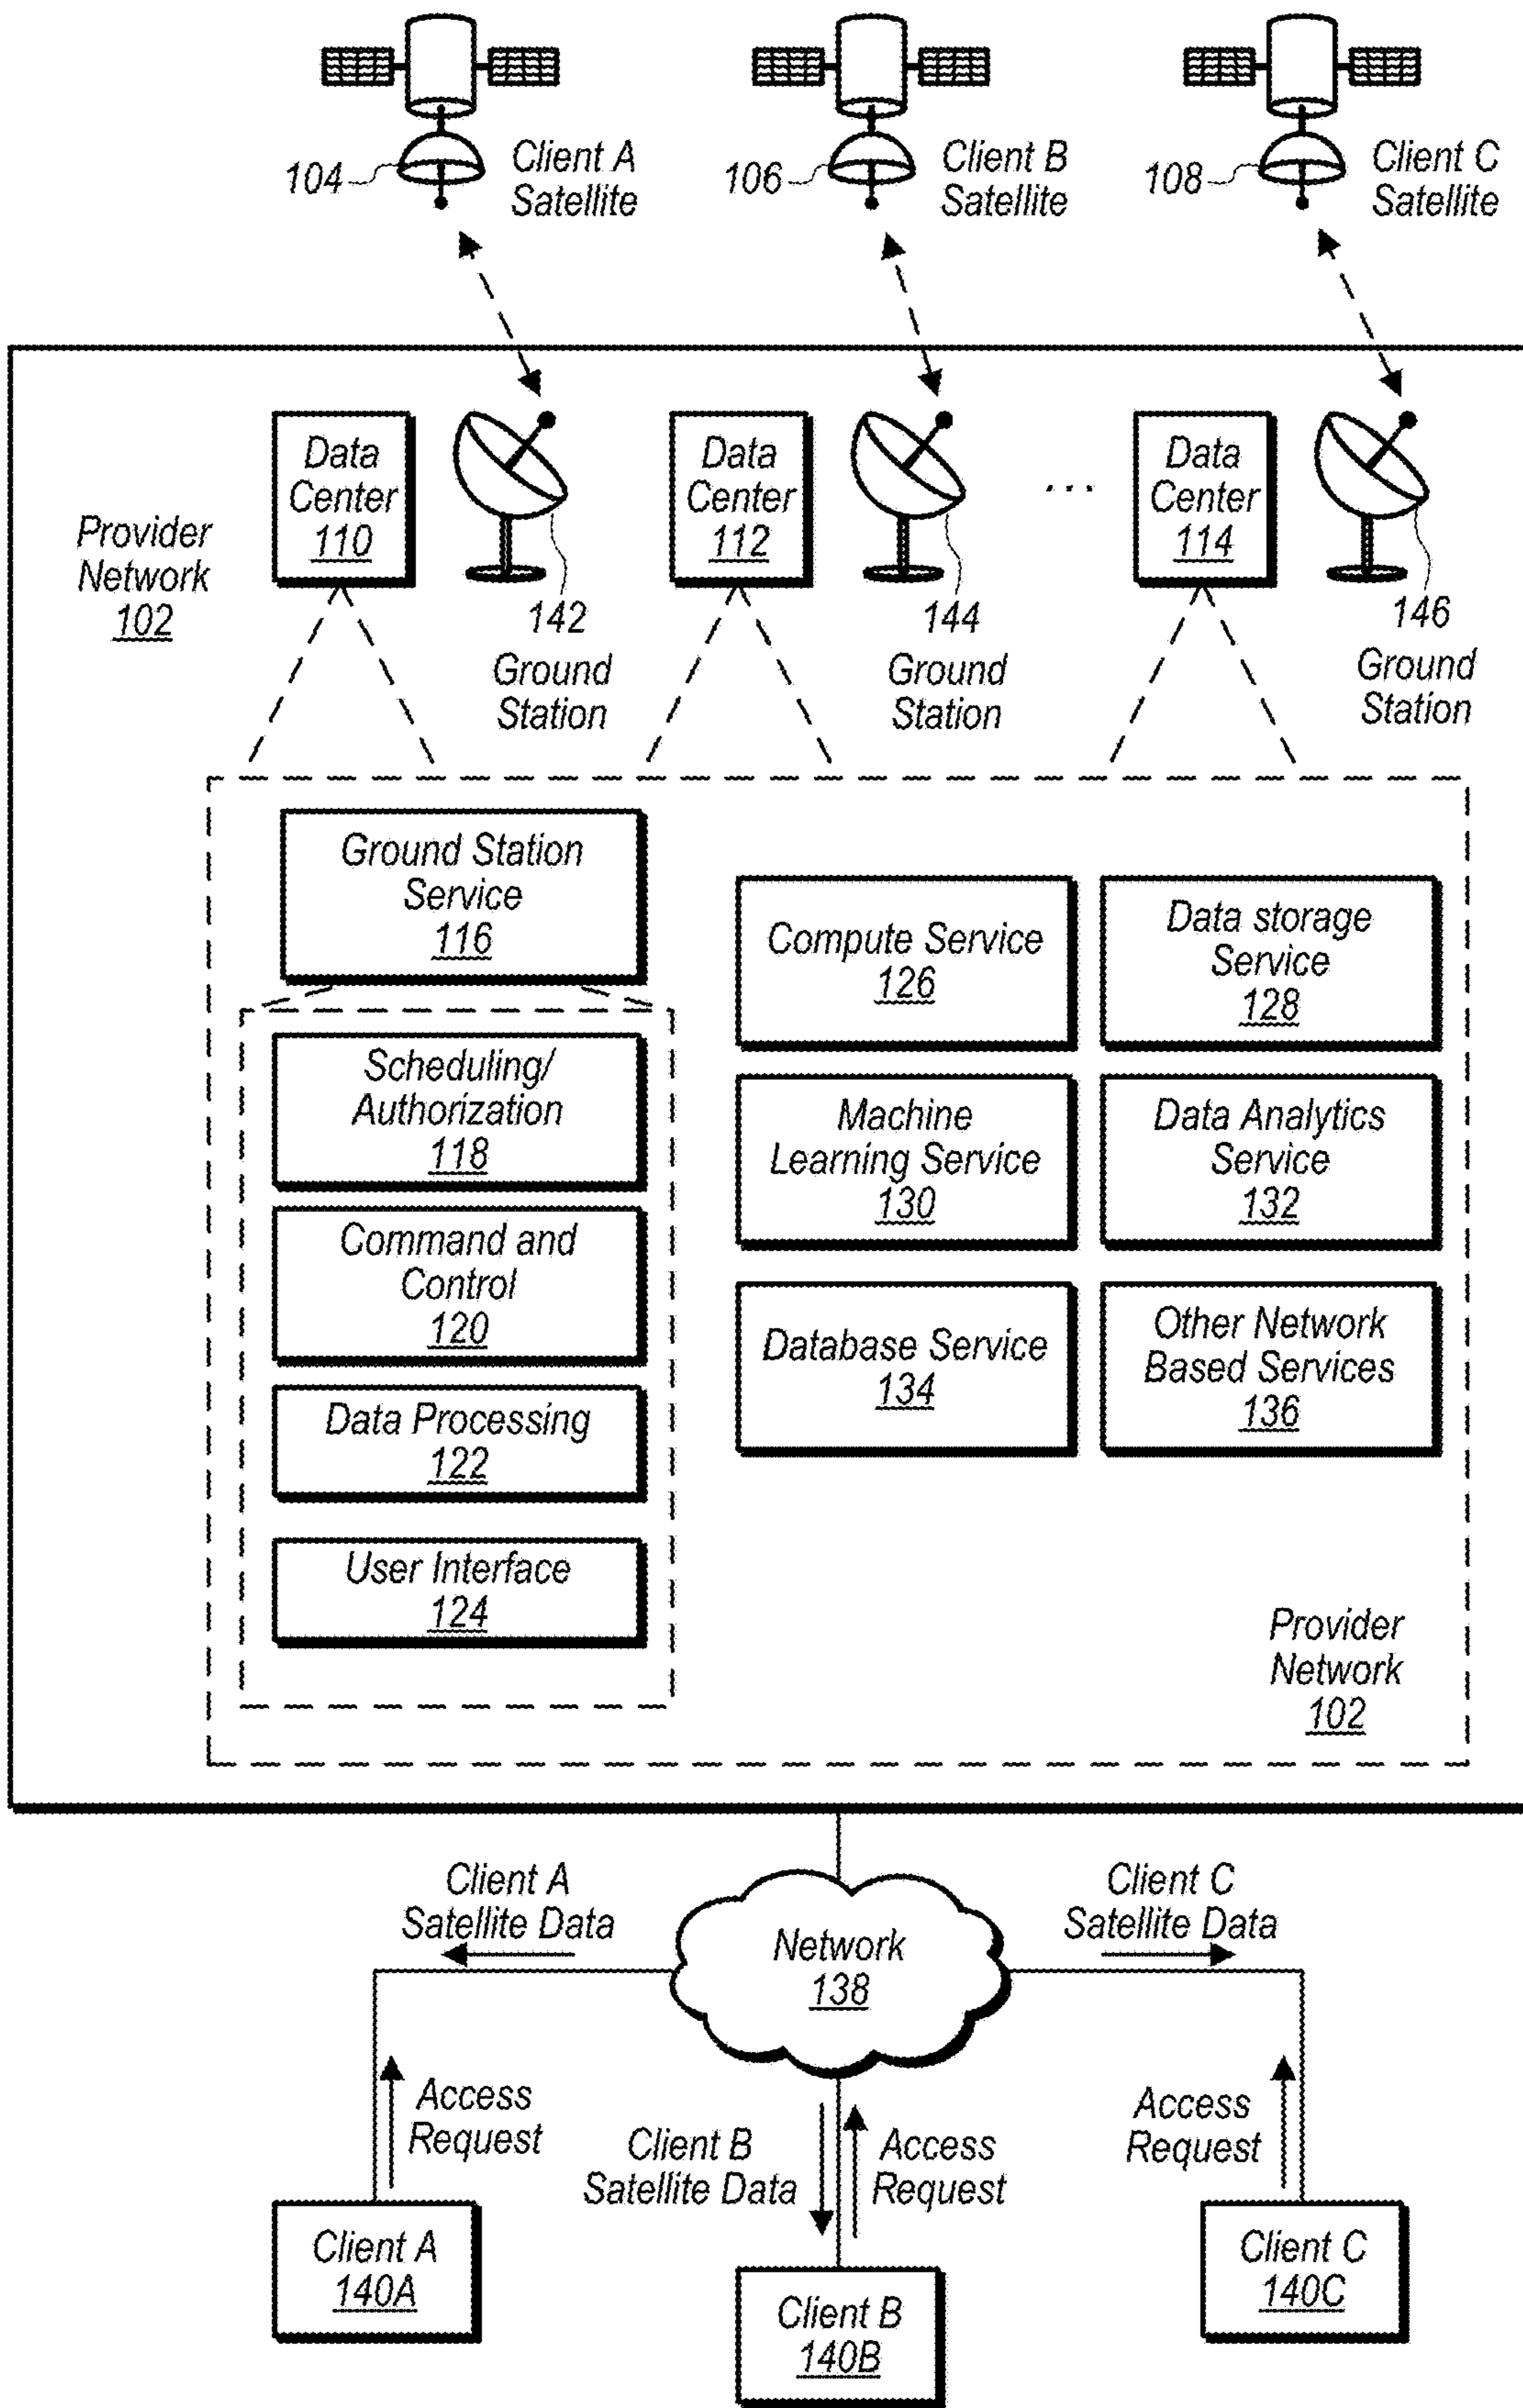 104
Client A
Satellite
106
Client B
Satellite
108
Client C
Satellite
Provider
Network
102
Data
Center
110
142
Ground
Station
Data
Center
112
144
Ground
Station
...
Data
Center
114
146
Ground
Station
Ground Station
Service
116
Scheduling/
Authorization
118
Command and
Control
120
Data Processing
122
User Interface
124
Compute Service
126
Data storage
Service
128
Machine
Learning Service
130
Data Analytics
Service
132
Database Service
134
Other Network
Based Services
136
Provider
Network
102
Client A
Satellite Data
Network
138
Client C
Satellite Data
Access
Request
Client B
Satellite Data
Access
Request
Access
Request
Client A
140A
Client B
140B
Client C
140C